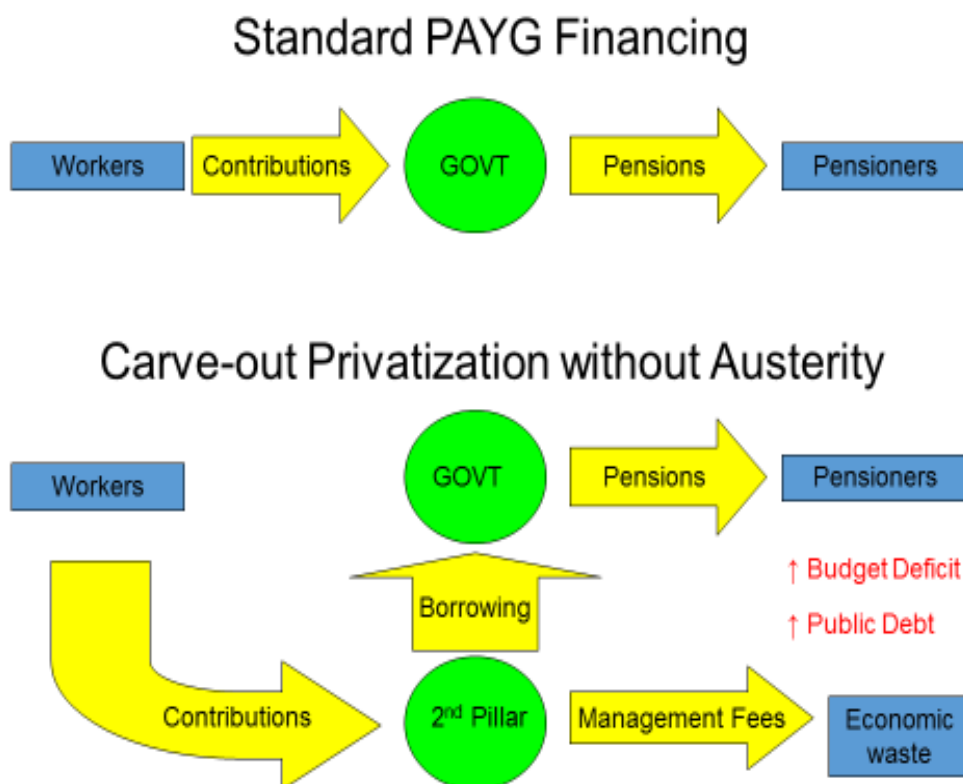 Standard PAYG Financing
Workers
Contributions
GOVT
Pensions
Pensioners
Carve-out Privatization without Austerity
Workers
GOVT
Pensions
Pensioners
↑ Budget Deficit
Borrowing
↑ Public Debt
Contributions
2nd Pillar
Management Fees
Economic
waste